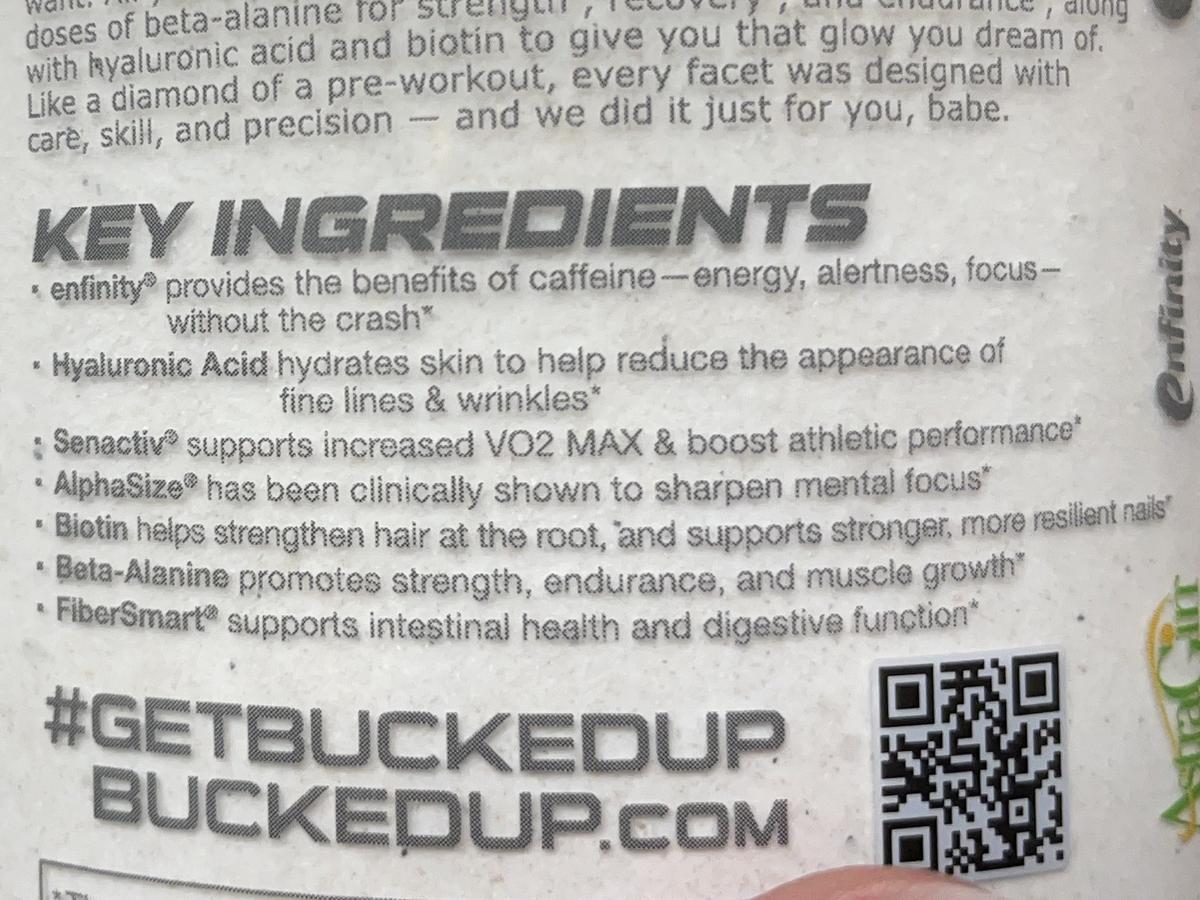 doses of beta-alanine for strength*, recovery*, and endurance*, along
with hyaluronic acid and biotin to give you that glow you dream of.
Like a diamond of a pre-workout, every facet was designed with
care, skill, and precision — and we did it just for you, babe.
KEY INGREDIENTS
• enfinity® provides the benefits of caffeine—energy, alertness, focus—
without the crash*
• Hyaluronic Acid hydrates skin to help reduce the appearance of
fine lines & wrinkles*
• Senactiv® supports increased VO2 MAX & boost athletic performance*
• AlphaSize® has been clinically shown to sharpen mental focus*
• Biotin helps strengthen hair at the root, and supports stronger, more resilient nails*
• Beta-Alanine promotes strength, endurance, and muscle growth*
• FiberSmart® supports intestinal health and digestive function*
#GETBUCKEDUP
BUCKEDUP.COM
enfinity
AstraGin